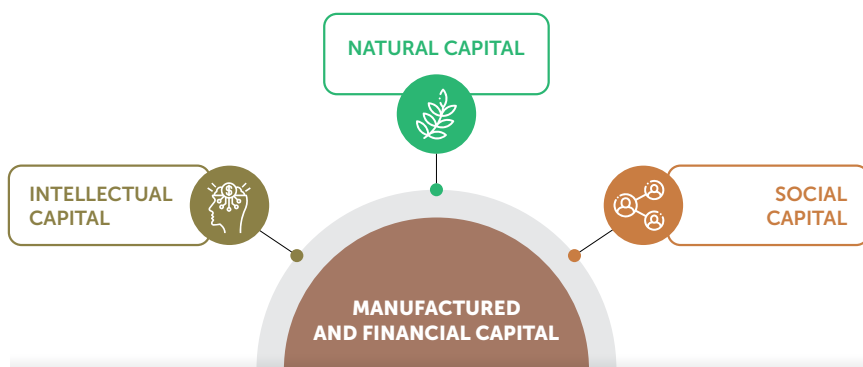 NATURAL CAPITAL
INTELLECTUAL
CAPITAL
$
SOCIAL
CAPITAL
MANUFACTURED
AND FINANCIAL CAPITAL